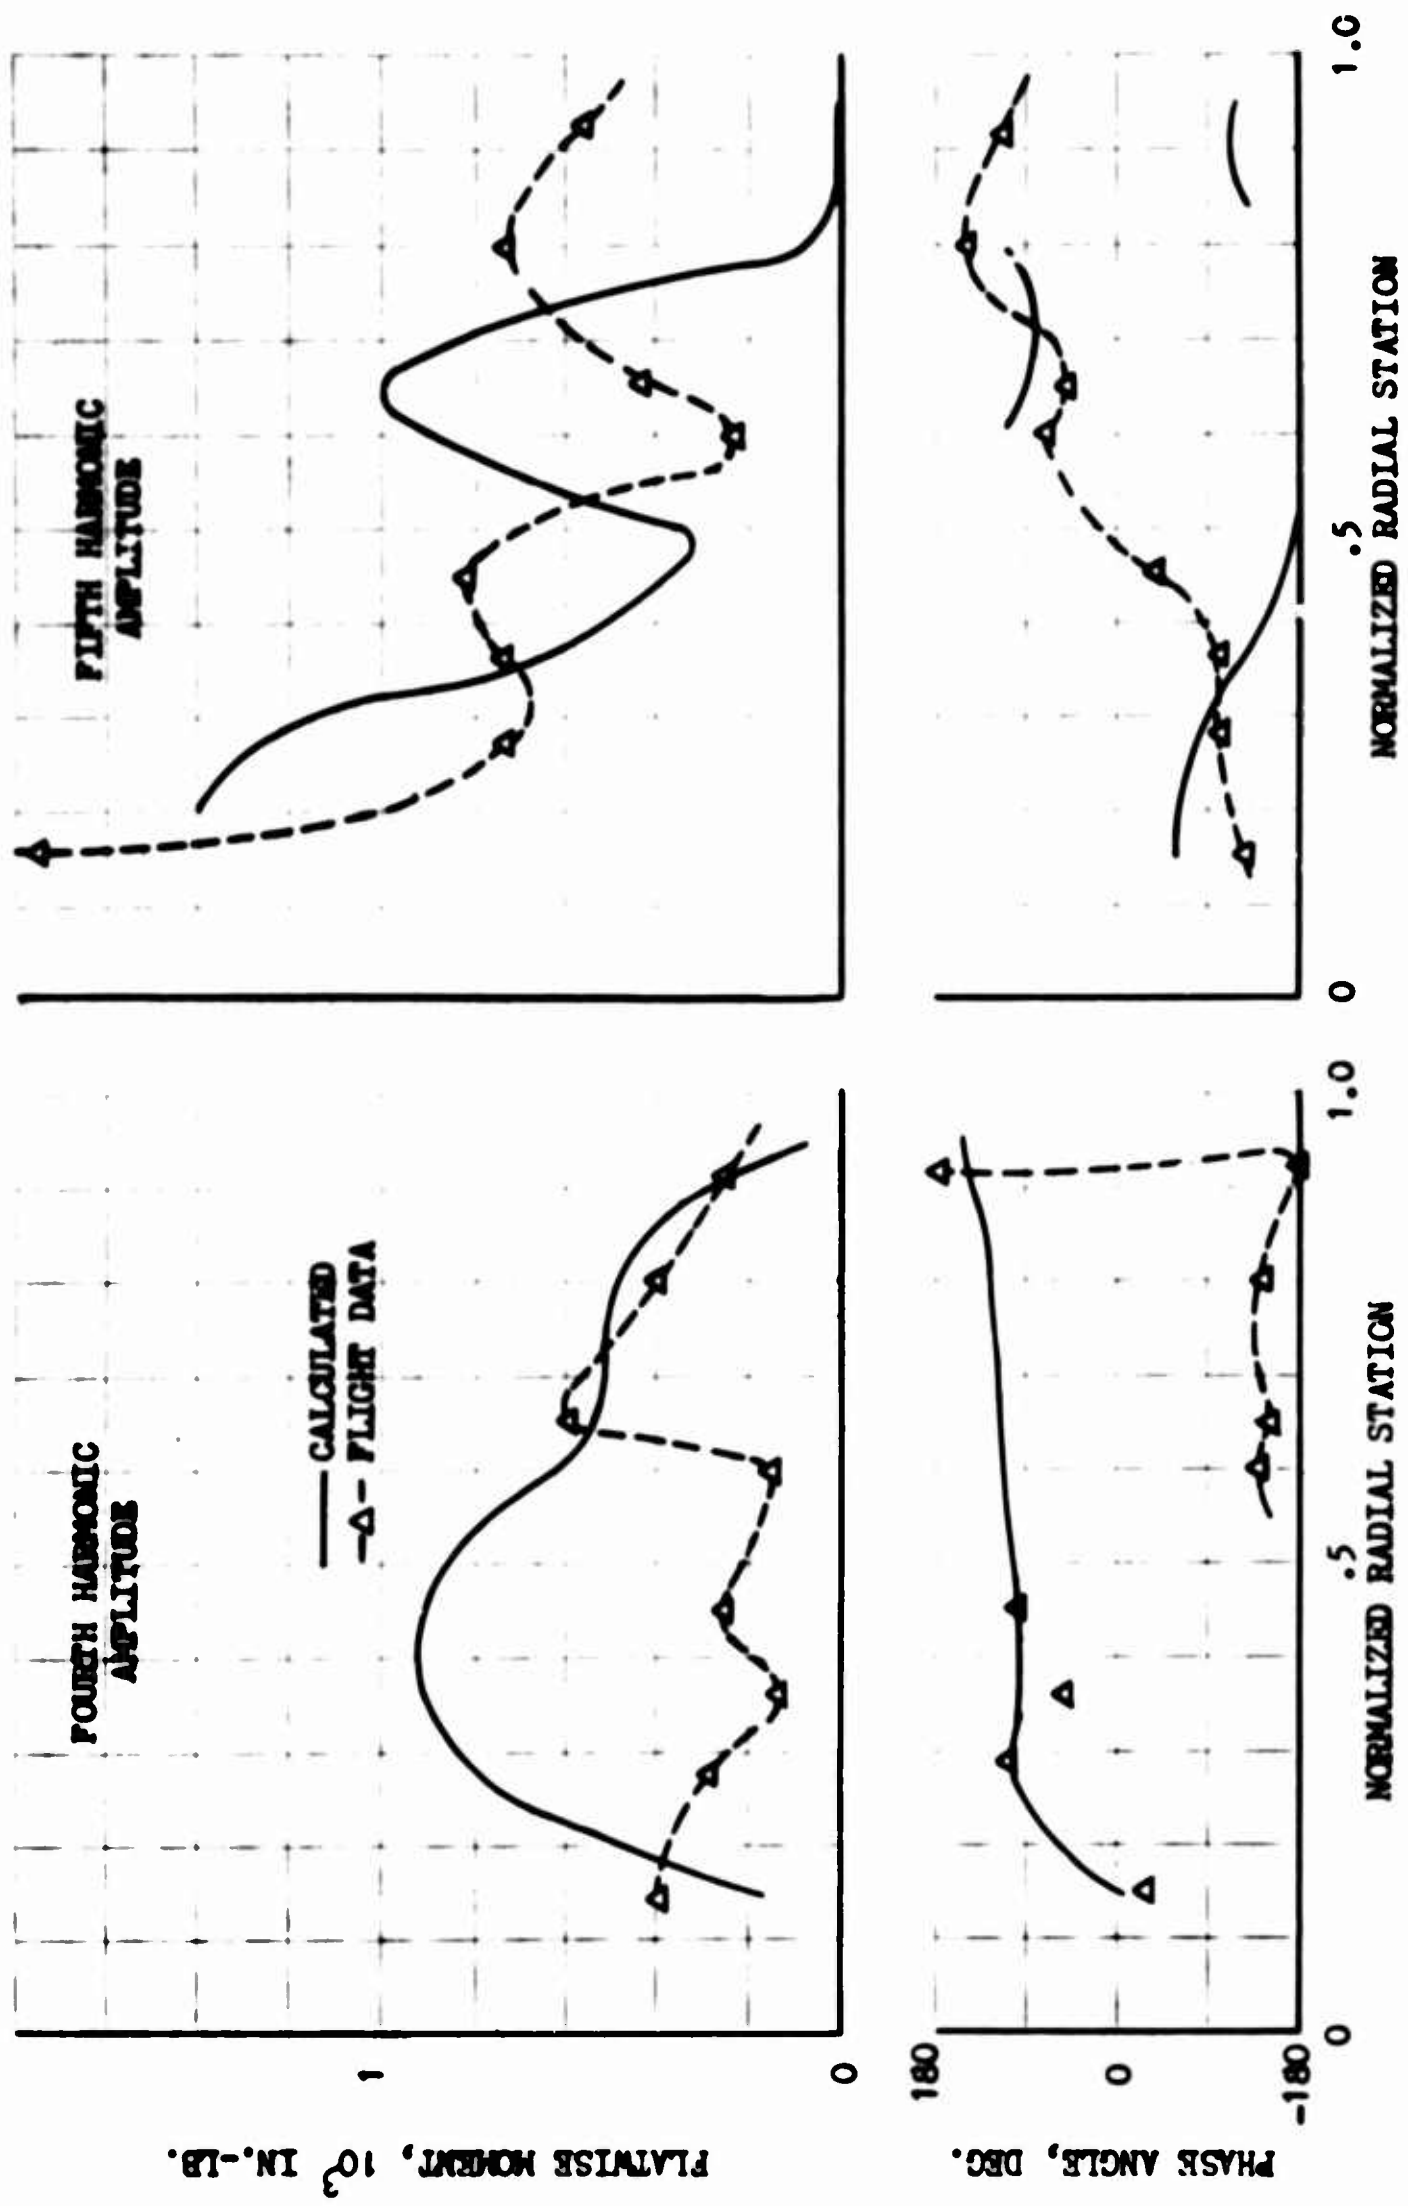 FOURTH HARMONIC
AMPLITUDE
CALCULATED
-Δ- FLIGHT DATA
FIFTH HARMONIC
AMPLITUDE
FLATWISE MOMENT, 10³ IN.-LB.
1
0
PHASE ANGLE, DEG.
180
0
-180
0
.5
1.0
NORMALIZED RADIAL STATION
0
.5
1.0
NORMALIZED RADIAL STATION